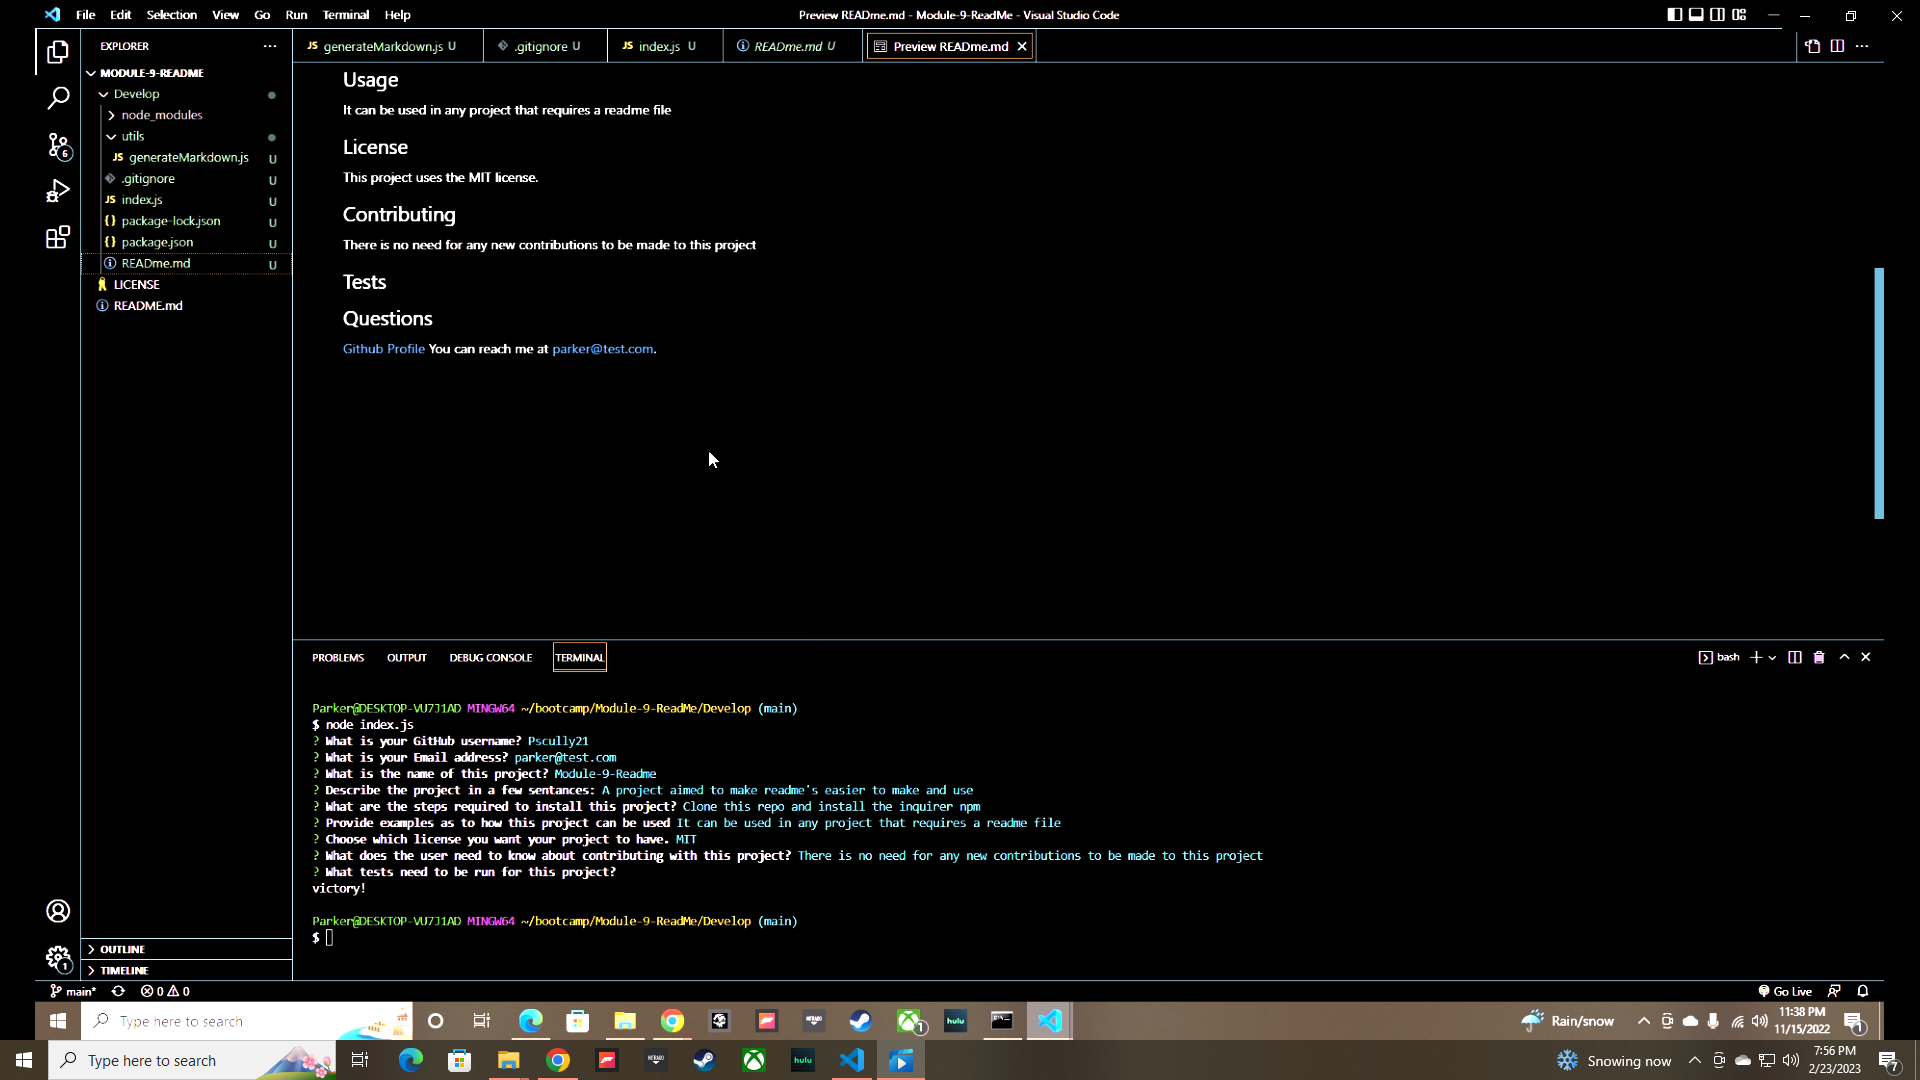 File Edit Selection View Go Run Terminal Help
Preview READme.md - Module-9-ReadMe - Visual Studio Code
EXPLORER
JS generateMarkdown.js U
.gitignore U
JS index.js U
READme.md U
Preview READme.md
MODULE-9-README
Develop
node_modules
utils
JS generateMarkdown.js U
.gitignore U
JS index.js U
{} package-lock.json U
{} package.json U
READme.md U
LICENSE
README.md
6
Usage
It can be used in any project that requires a readme file
License
This project uses the MIT license.
Contributing
There is no need for any new contributions to be made to this project
Tests
Questions
Github Profile You can reach me at parker@test.com.
PROBLEMS OUTPUT DEBUG CONSOLE TERMINAL
bash
Parker@DESKTOP-VU7J1AD MINGW64 ~/bootcamp/Module-9-ReadMe/Develop (main)
$ node index.js
? What is your GitHub username? Pscully21
? What is your Email address? parker@test.com
? What is the name of this project? Module-9-Readme
? Describe the project in a few sentances: A project aimed to make readme's easier to make and use
? What are the steps required to install this project? Clone this repo and install the inquirer npm
? Provide examples as to how this project can be used It can be used in any project that requires a readme file
? Choose which license you want your project to have. MIT
? What does the user need to know about contributing with this project? There is no need for any new contributions to be made to this project
? What tests need to be run for this project?
victory!
Parker@DESKTOP-VU7J1AD MINGW64 ~/bootcamp/Module-9-ReadMe/Develop (main)
$
OUTLINE
1
TIMELINE
main* 0 0
Go Live
Type here to search
1
hulu
Rain/snow
11:38 PM
11/15/2022
1
Type here to search
NITRADO
hulu
Snowing now
7:56 PM
2/23/2023
7